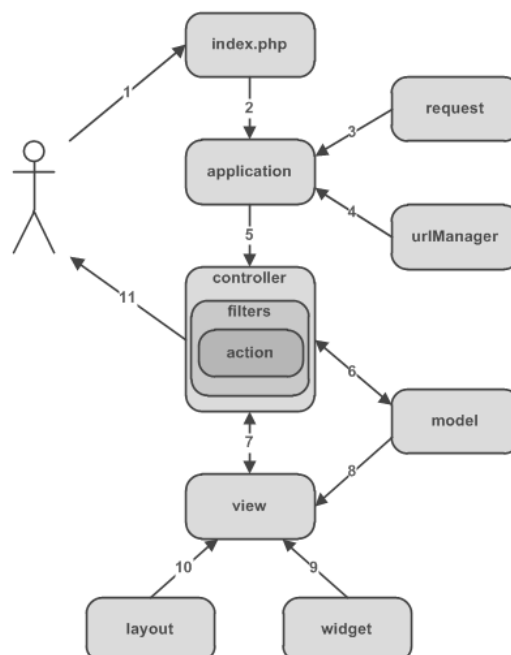 index.php
1
2
request
3
application
4
urlManager
5
controller
filters
11
action
6
model
7
8
view
10
9
layout
widget